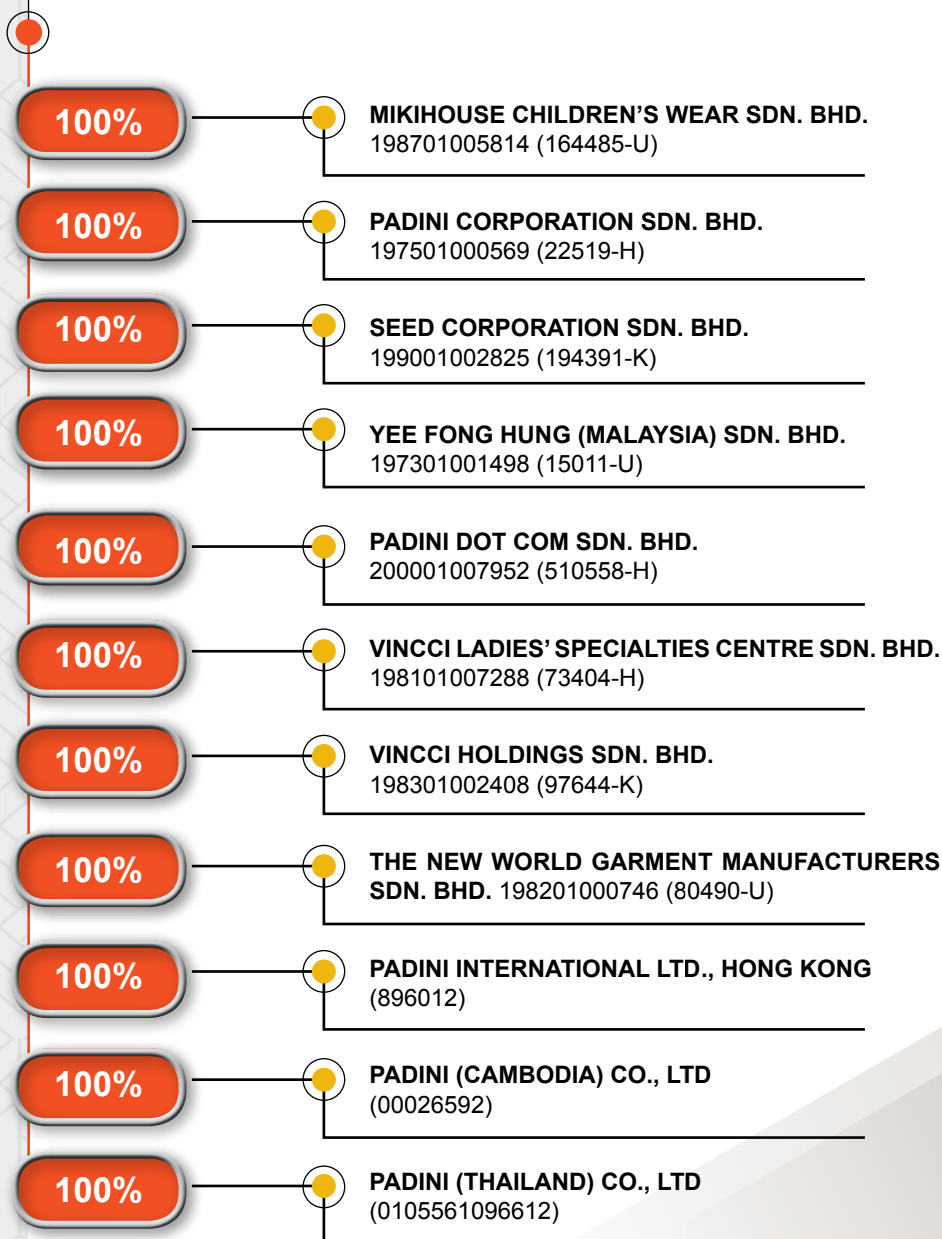 100%
MIKIHOUSE CHILDREN'S WEAR SDN. BHD.
198701005814 (164485-U)
100%
PADINI CORPORATION SDN. BHD.
197501000569 (22519-H)
100%
SEED CORPORATION SDN. BHD.
199001002825 (194391-K)
100%
YEE FONG HUNG (MALAYSIA) SDN. BHD.
197301001498 (15011-U)
100%
PADINI DOT COM SDN. BHD.
200001007952 (510558-H)
100%
VINCCI LADIES' SPECIALTIES CENTRE SDN. BHD.
198101007288 (73404-H)
100%
VINCCI HOLDINGS SDN. BHD.
198301002408 (97644-K)
100%
THE NEW WORLD GARMENT MANUFACTURERS
SDN. BHD. 198201000746 (80490-U)
100%
PADINI INTERNATIONAL LTD., HONG KONG
(896012)
100%
PADINI (CAMBODIA) CO., LTD
(00026592)
100%
PADINI (THAILAND) CO., LTD
(0105561096612)